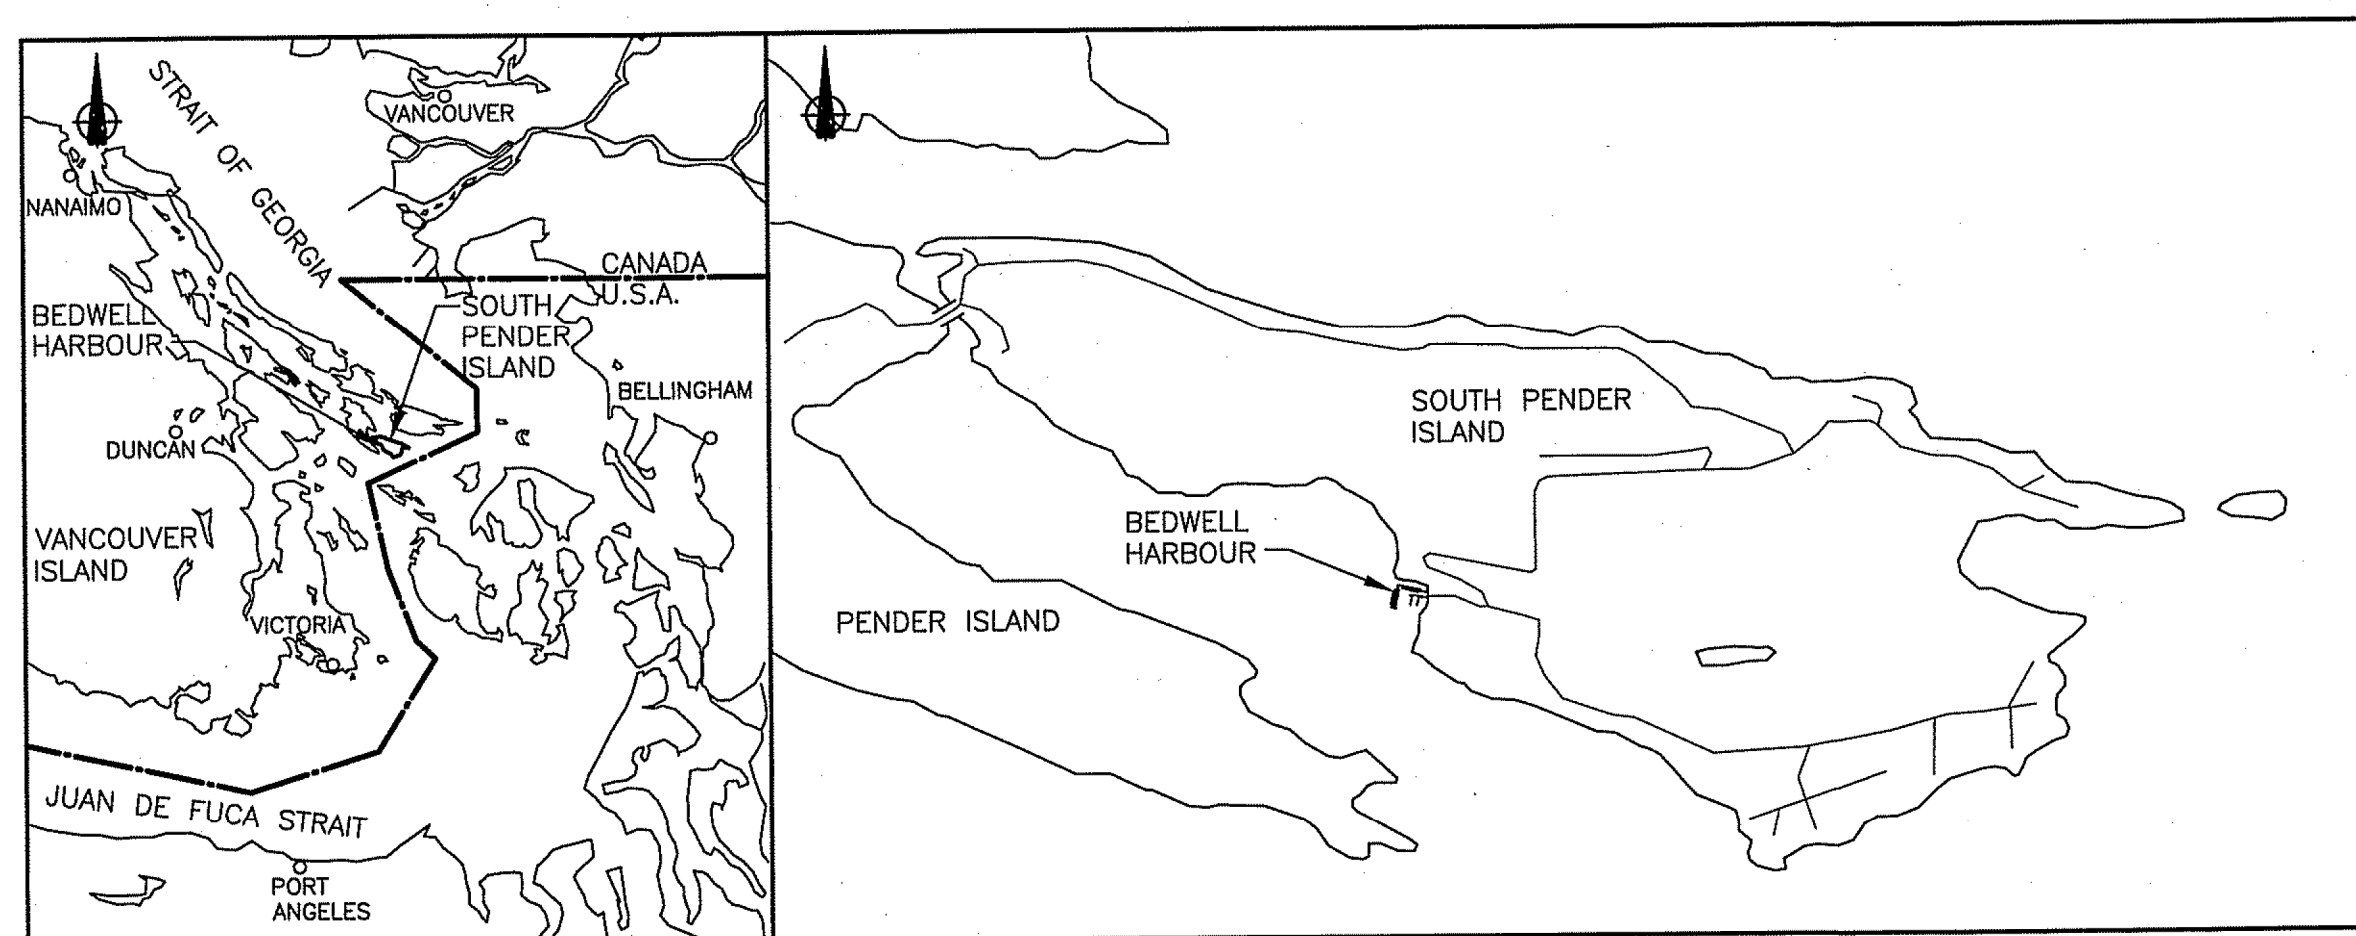 STRAIT OF GEORGIA
VANCOUVER
NANAIMO
CANADA
U.S.A.
BEDWELL
HARBOUR
SOUTH
PENDER
ISLAND
BELLINGHAM
DUNCAN
VANCOUVER
ISLAND
VICTORIA
JUAN DE FUCA STRAIT
PORT
ANGELES
SOUTH PENDER
ISLAND
BEDWELL
HARBOUR
PENDER ISLAND